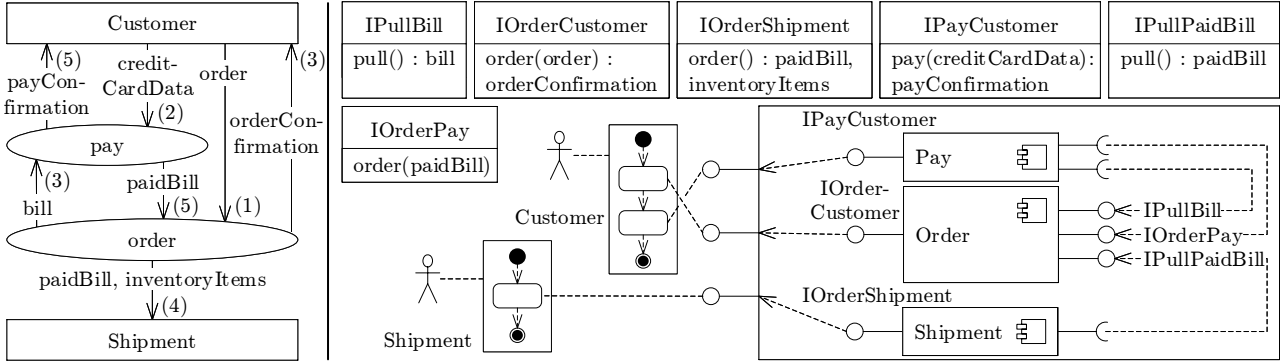 Customer
(5)
credit-
(3)
payCon-
CardData
order
firmation
(2)
orderCon-
firmation
pay
paidBill
(3)
bill
(5)
(1)
order
paidBill, inventoryItems
(4)
Shipment
IPullBill
pull() : bill
IOrderCustomer
order(order) :
orderConfirmation
IOrderShipment
order() : paidBill,
inventoryItems
IPayCustomer
pay(creditCardData):
payConfirmation
IPullPaidBill
pull() : paidBill
IOrderPay
order(paidBill)
Customer
Shipment
IPayCustomer
Pay
IOrder-
Customer
Order
IPullBill
IOrderPay
IPullPaidBill
IOrderShipment
Shipment